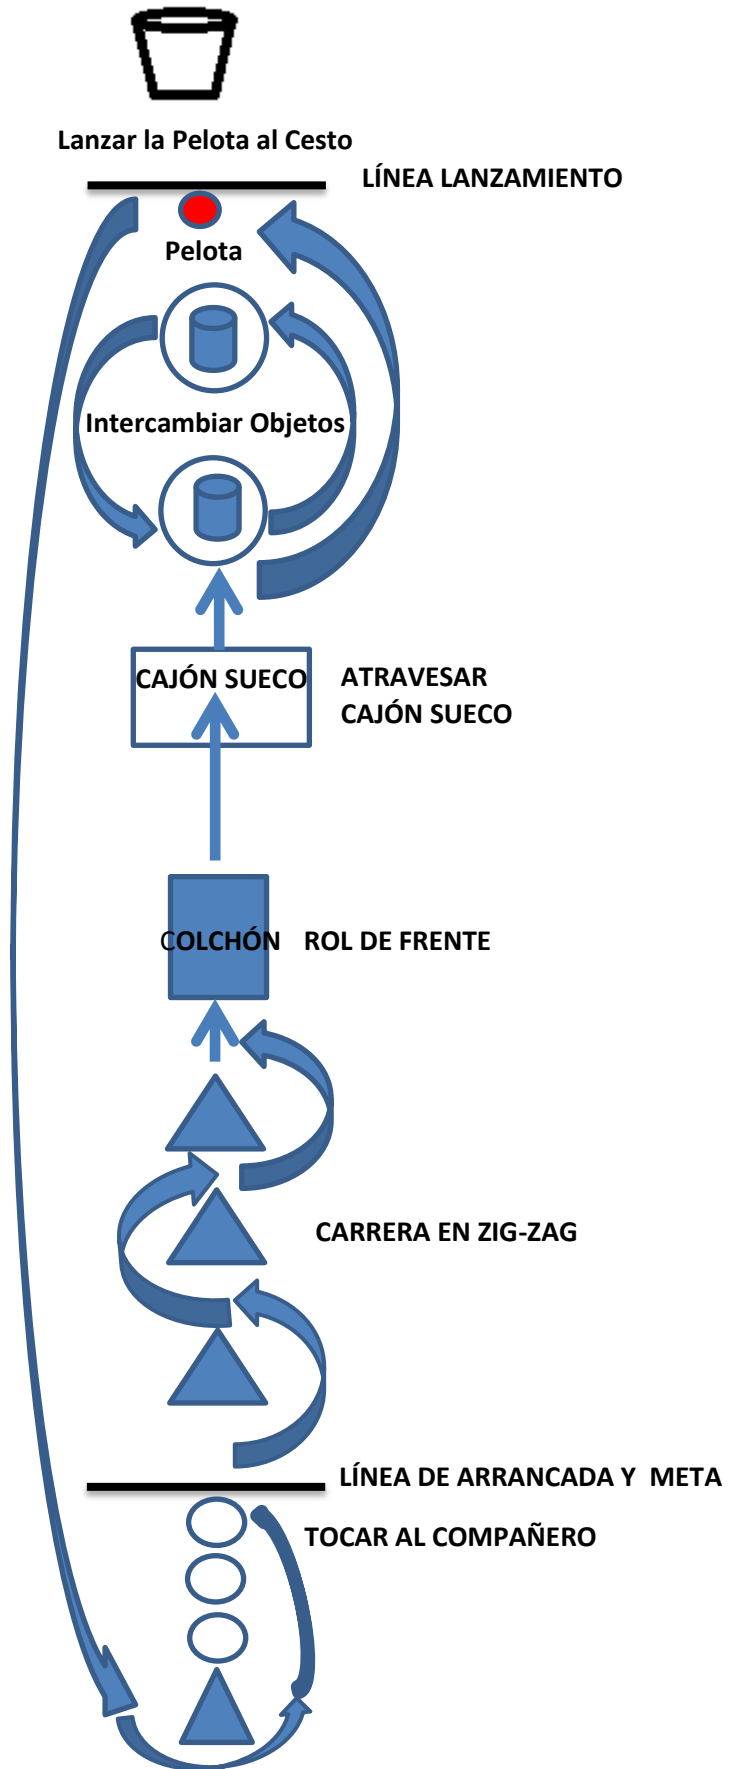 Lanzar la Pelota al Cesto
LÍNEA LANZAMIENTO
Pelota
Intercambiar Objetos
CAJÓN SUECO
ATRAVESAR
CAJÓN SUECO
COLCHÓN
ROL DE FRENTE
CARRERA EN ZIG-ZAG
LÍNEA DE ARRANCADA Y META
TOCAR AL COMPAÑERO